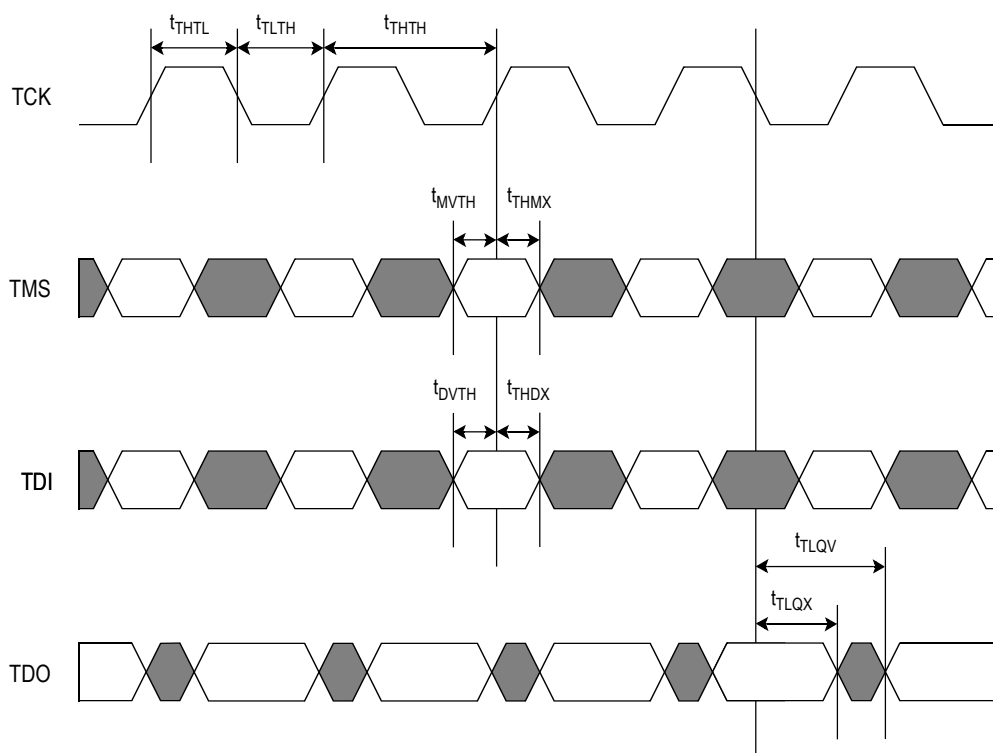 tTHTL tTLTH tTHTH
TCK
tMVTH tTHMX
TMS
tDVTH tTHDX
TDI
tTLQV
tTLQX
TDO